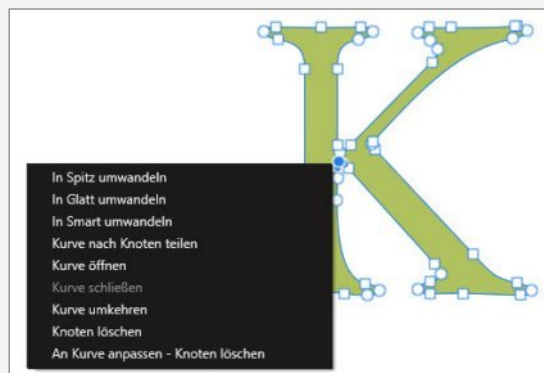 K
In Spitz umwandeln
In Glatt umwandeln
In Smart umwandeln
Kurve nach Knoten teilen
Kurve öffnen
Kurve schließen
Kurve umkehren
Knoten löschen
An Kurve anpassen - Knoten löschen